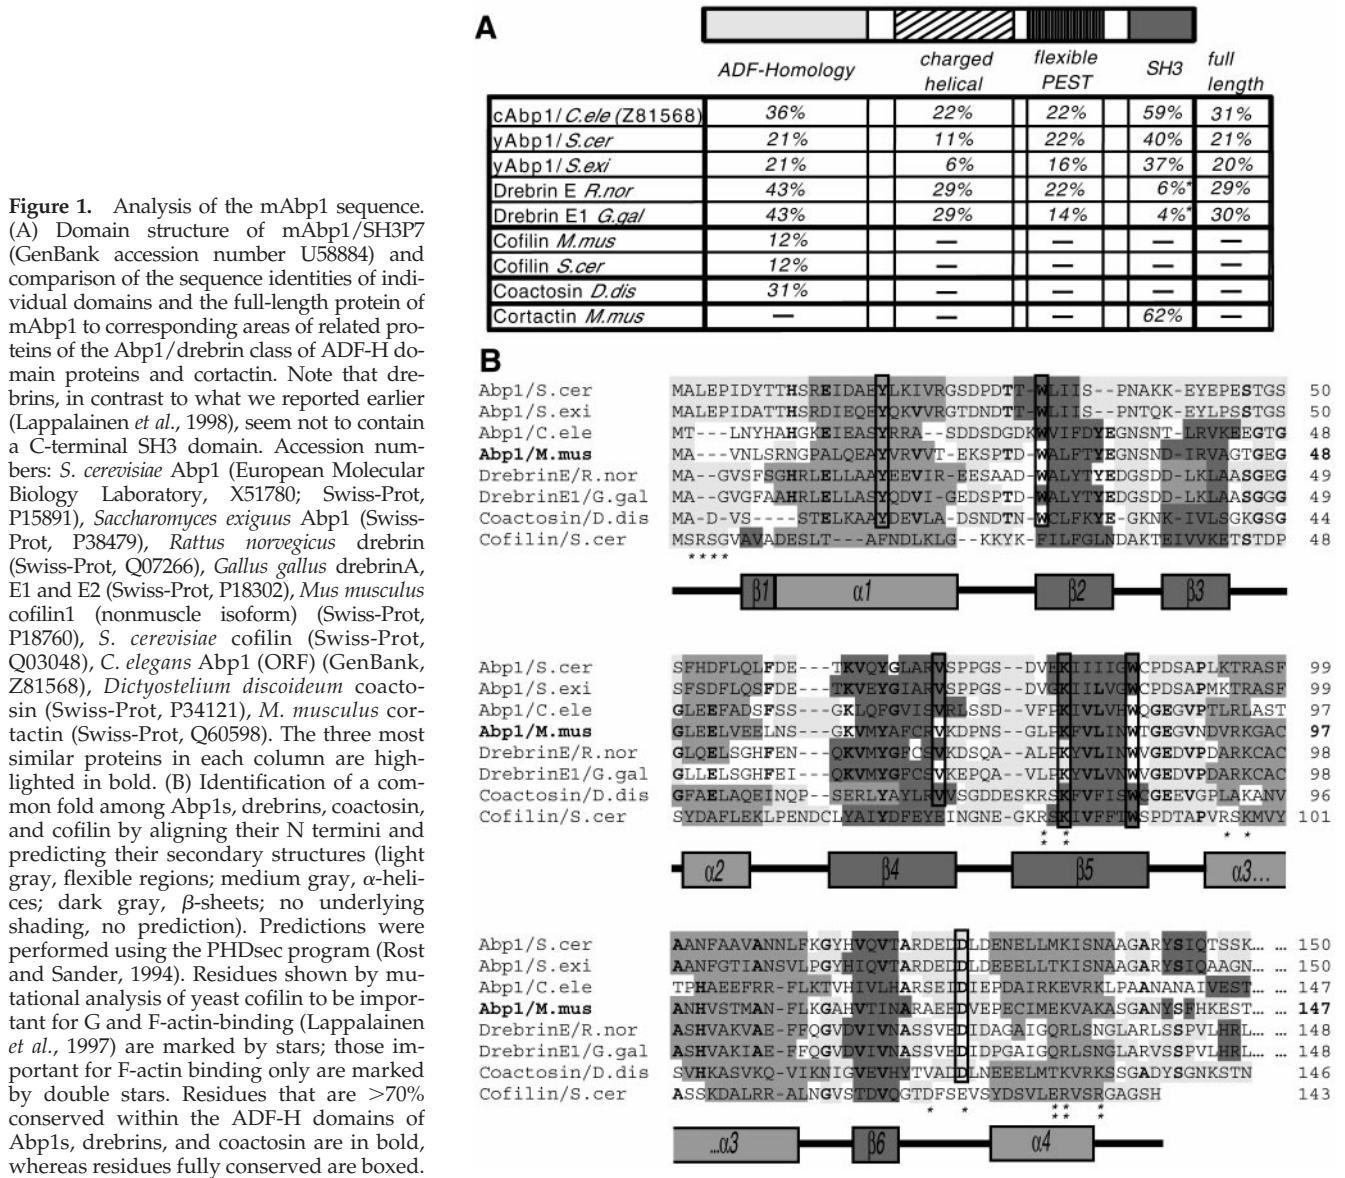 Figure 1. Analysis of the mAbp1 sequence.
(A) Domain structure of mAbp1/SH3P7
(GenBank accession number U58884) and
comparison of the sequence identities of indi-
vidual domains and the full-length protein of
mAbp1 to corresponding areas of related pro-
teins of the Abp1/drebrin class of ADF-H do-
main proteins and cortactin. Note that dre-
brins, in contrast to what we reported earlier
(Lappalainen et al., 1998), seem not to contain
a C-terminal SH3 domain. Accession num-
bers: S. cerevisiae Abp1 (European Molecular
Biology Laboratory, X51780; Swiss-Prot,
P15891), Saccharomyces exiguus Abp1 (Swiss-
Prot, P38479), Rattus norvegicus drebrin
(Swiss-Prot, Q07266), Gallus gallus drebrinA,
E1 and E2 (Swiss-Prot, P18302), Mus musculus
cofilin1 (nonmuscle isoform) (Swiss-Prot,
P18760), S. cerevisiae cofilin (Swiss-Prot,
Q03048), C. elegans Abp1 (ORF) (GenBank,
Z81568), Dictyostelium discoideum coacto-
sin (Swiss-Prot, P34121), M. musculus cor-
tactin (Swiss-Prot, Q60598). The three most
similar proteins in each column are high-
lighted in bold. (B) Identification of a com-
mon fold among Abp1s, drebrins, coactosin,
and cofilin by aligning their N termini and
predicting their secondary structures (light
gray, flexible regions; medium gray, α-heli-
ces; dark gray, β-sheets; no underlying
shading, no prediction). Predictions were
performed using the PHDsec program (Rost
and Sander, 1994). Residues shown by mu-
tational analysis of yeast cofilin to be impor-
tant for G and F-actin-binding (Lappalainen
et al., 1997) are marked by stars; those im-
portant for F-actin binding only are marked
by double stars. Residues that are >70%
conserved within the ADF-H domains of
Abp1s, drebrins, and coactosin are in bold,
whereas residues fully conserved are boxed.
A
ADF-Homology charged helical flexible PEST SH3 full length
cAbp1/C.ele (Z81568) 36% 22% 22% 59% 31%
yAbp1/S.cer 21% 11% 22% 40% 21%
yAbp1/S.exi 21% 6% 16% 37% 20%
Drebrin E R.nor 43% 29% 22% 6%* 29%
Drebrin E1 G.gal 43% 29% 14% 4%* 30%
Cofilin M.mus 12% — — — —
Cofilin S.cer 12% — — — —
Coactosin D.dis 31% — — — —
Cortactin M.mus — — — 62% —
B
Abp1/S.cer MALEPIDYTTHSREIDAEYLKIVRGSDPDTT-WLIIS--PNAKK-EYEPESTGS 50
Abp1/S.exi MALEPIDATTHSRDIEQEYQKVVRGTDNDTT-WLIIS--PNTQK-EYLPSSTGS 50
Abp1/C.ele MT---LNYHAHGKEIEASYRRA--SDDSDGDKWVIFDYEGNSNT-LRVKEEGTG 48
Abp1/M.mus MA---VNLSRNGPALQEAYVRVVT-EKSPTD-WALFTYEGNSND-IRVAGTGEG 48
DrebrinE/R.nor MA--GVSFSGHRLELLAAYEEVIR-EESAAD-WALYTYEDGSDD-LKLAASGEG 49
DrebrinE1/G.gal MA--GVGFAAHRLELLASYQDVI-GEDSPTD-WALYTYEDGSDD-LKLAASGGG 49
Coactosin/D.dis MA-D-VS----STELKAAYDEVLA-DSNDTN-WCLFKYE-GKNK-IVLSGKGSG 44
Cofilin/S.cer MSRSGVAVADESLT---AFNDLKLG--KKYK-FILFGLNDAKTEIVVKETSTDP 48
****
β1 α1 β2 β3
Abp1/S.cer SFHDFLQLFDE---TKVQYGLARVSPPGS--DVEKIIIIGWCPDSAPLKTRASF 99
Abp1/S.exi SFSDFLQSFDE---TKVEYGIARVSPPGS--DVGKIILVGWCPDSAPMKTRASF 99
Abp1/C.ele GLEEFADSFSS---GKLQFGVISVRLSSD--VFPKIVLVHWQGEGVPTLRLAST 97
Abp1/M.mus GLEELVEELNS---GKVMYAFCRVKDPNS--GLPKFVLINWTGEGVNDVRKGAC 97
DrebrinE/R.nor GLQELSGHFEN---QKVMYGFCSVKDSQA--ALPKYVLINWVGEDVPDARKCAC 98
DrebrinE1/G.gal GLLELSGHFEI---QKVMYGFCSVKEPQA--VLPKYVLVNWVGEDVPDARKCAC 98
Coactosin/D.dis GFAELAQEINQP--SERLYAYLRVVSGDDESKRSKFVFISWCGEEVGPLAKANV 96
Cofilin/S.cer SYDAFLEKLPENDCLYAIYDFEYEINGNEGKRSKIVFFTWSPDTAPVRSKMVY 101
** ** * *
α2 β4 β5 α3...
Abp1/S.cer AANFAAVANNLFKGYHVQVTARDEDDLDENELLMKISNAAGARYSIQTSSK... ... 150
Abp1/S.exi AANFGTIANSVLPGYHIQVTARDEDDLDEEELLTKISNAAGARYSIQAAGN... ... 150
Abp1/C.ele TPHAEEFRR-FLKTVHIVLHARSEIDIAEPDAIRKEVRKLPAANANAIVEST... ... 147
Abp1/M.mus ANHVSTMAN-FLKGAHVTINARAEEDVEPECIMEKVAKASGANYSFHKEST... ... 147
DrebrinE/R.nor ASHVAKVAE-FFQGVDVIVNASSVEDIDAGAIGQRLSNGLARLSSPVLHRL... ... 148
DrebrinE1/G.gal ASHVAKIAE-FFQGVDVIVNASSVEDIDPGAIGQRLSNGLARVSSPVLHRL... ... 148
Coactosin/D.dis SVHKASVKQ-VIKNIGVEVHYTVADDLNEEELMTKVRKSSGADYSGNKSTN 146
Cofilin/S.cer ASSKDALRR-ALNGVSTDVQGTDFSEVSYDSVLERVSRGAGSH 143
* * ** ** **
...α3 β6 α4